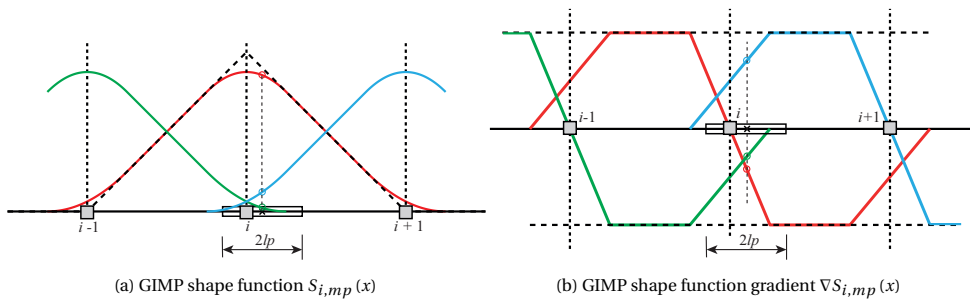 i -1
i
i + 1
2lp
(a) GIMP shape function S_{i,mp}(x)
i-1
i
i+1
2lp
(b) GIMP shape function gradient ∇S_{i,mp}(x)